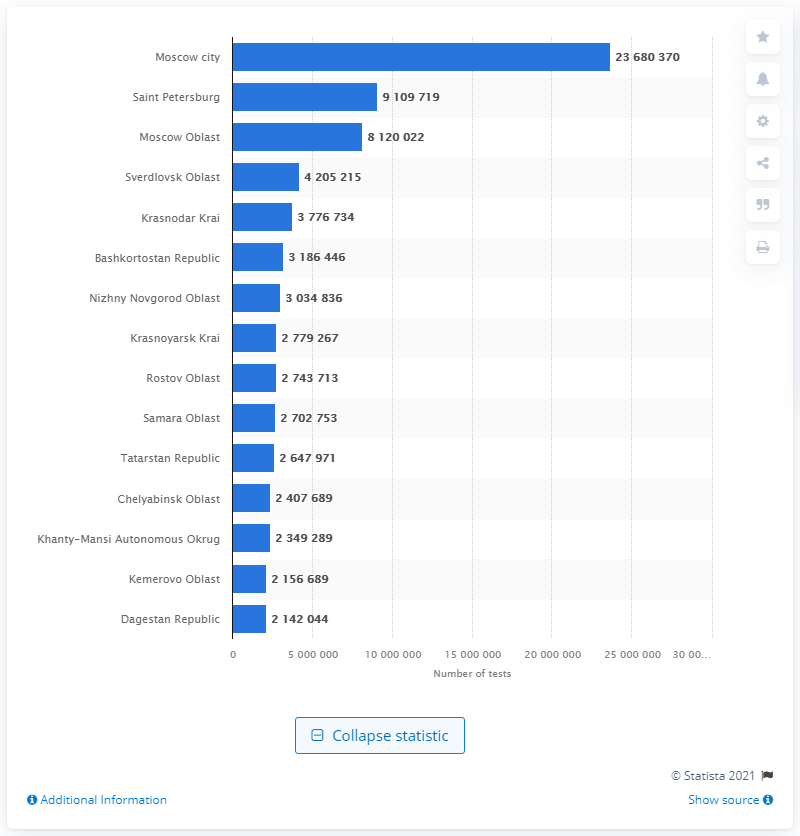 Moscow city 23 680 370
Saint Petersburg 9 109 719
Moscow Oblast 8 120 022
Sverdlovsk Oblast 4 205 215
Krasnodar Krai 3 776 734
Bashkortostan Republic 3 186 446
Nizhny Novgorod Oblast 3 034 836
Krasnoyarsk Krai 2 779 267
Rostov Oblast 2 743 713
Samara Oblast 2 702 753
Tatarstan Republic 2 647 971
Chelyabinsk Oblast 2 407 689
Khanty-Mansi Autonomous Okrug 2 349 289
Kemerovo Oblast 2 156 689
Dagestan Republic 2 142 044
0 5 000 000 10 000 000 15 000 000 20 000 000 25 000 000 30 00...
Number of tests
Collapse statistic
© Statista 2021
Additional Information Show source